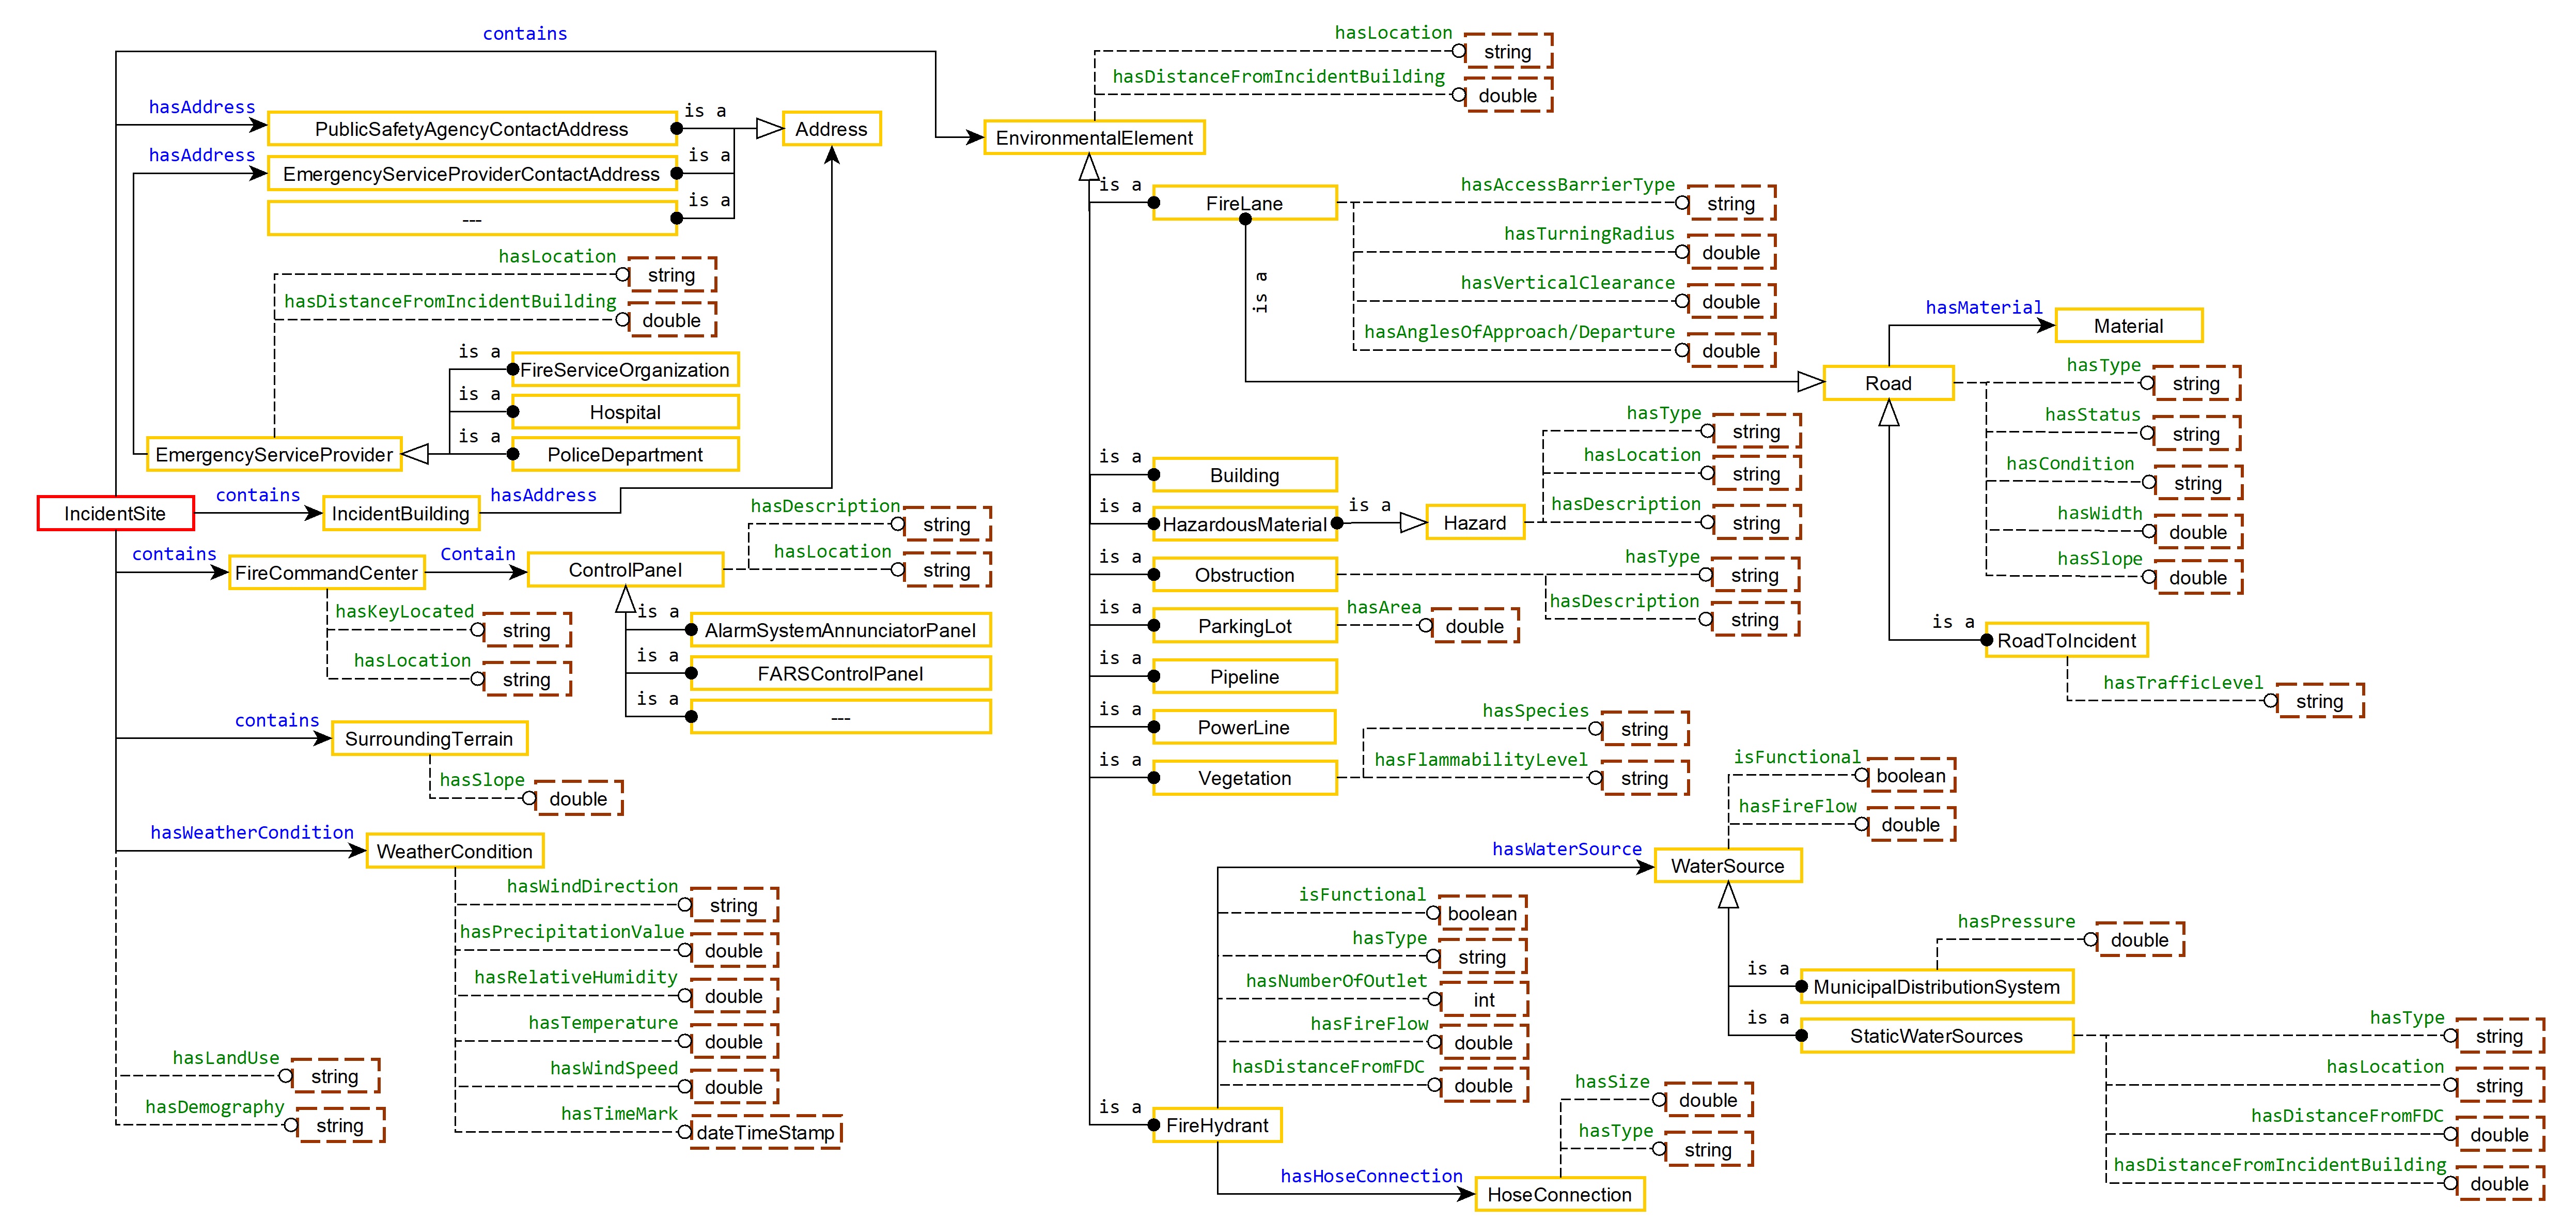 contains
hasAddress
PublicSafetyAgencyContactAddress
is a
Address
hasAddress
EmergencyServiceProviderContactAddress
is a
---
is a
hasLocation
string
hasDistanceFromIncidentBuilding
double
is a
FireServiceOrganization
is a
Hospital
is a
EmergencyServiceProvider
PoliceDepartment
IncidentSite
contains
IncidentBuilding
hasAddress
contains
FireCommandCenter
Contain
ControlPanel
hasDescription
string
hasLocation
string
hasKeyLocated
string
hasLocation
string
is a
AlarmSystemAnnunciatorPanel
is a
FARSControlPanel
is a
---
contains
SurroundingTerrain
hasSlope
double
hasWeatherCondition
WeatherCondition
hasWindDirection
string
hasPrecipitationValue
double
hasRelativeHumidity
double
hasTemperature
double
hasWindSpeed
double
hasTimeMark
dateTimeStamp
hasLandUse
string
hasDemography
string
EnvironmentalElement
hasLocation
string
hasDistanceFromIncidentBuilding
double
is a
FireLane
hasAccessBarrierType
string
hasTurningRadius
double
hasVerticalClearance
double
hasAnglesOfApproach/Departure
double
is a
Road
hasMaterial
Material
hasType
string
hasStatus
string
hasCondition
string
hasWidth
double
hasSlope
double
is a
RoadToIncident
hasTrafficLevel
string
is a
Building
is a
HazardousMaterial
is a
Hazard
hasType
string
hasLocation
string
hasDescription
string
is a
Obstruction
hasType
string
hasDescription
string
is a
ParkingLot
hasArea
double
is a
Pipeline
is a
PowerLine
is a
Vegetation
hasSpecies
string
hasFlammabilityLevel
string
is a
FireHydrant
hasWaterSource
WaterSource
isFunctional
boolean
hasFireFlow
double
isFunctional
boolean
hasType
string
hasNumberOfOutlet
int
hasFireFlow
double
hasDistanceFromFDC
double
is a
MunicipalDistributionSystem
hasPressure
double
is a
StaticWaterSources
hasType
string
hasLocation
string
hasDistanceFromFDC
double
hasDistanceFromIncidentBuilding
double
hasHoseConnection
HoseConnection
hasSize
double
hasType
string